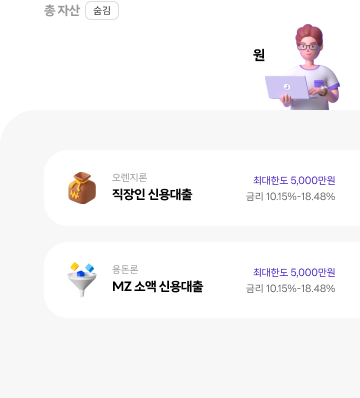 총 자산 숨김
원
오렌지론
직장인 신용대출
최대한도 5,000만원
금리 10.15%-18.48%
용돈론
MZ 소액 신용대출
최대한도 5,000만원
금리 10.15%-18.48%